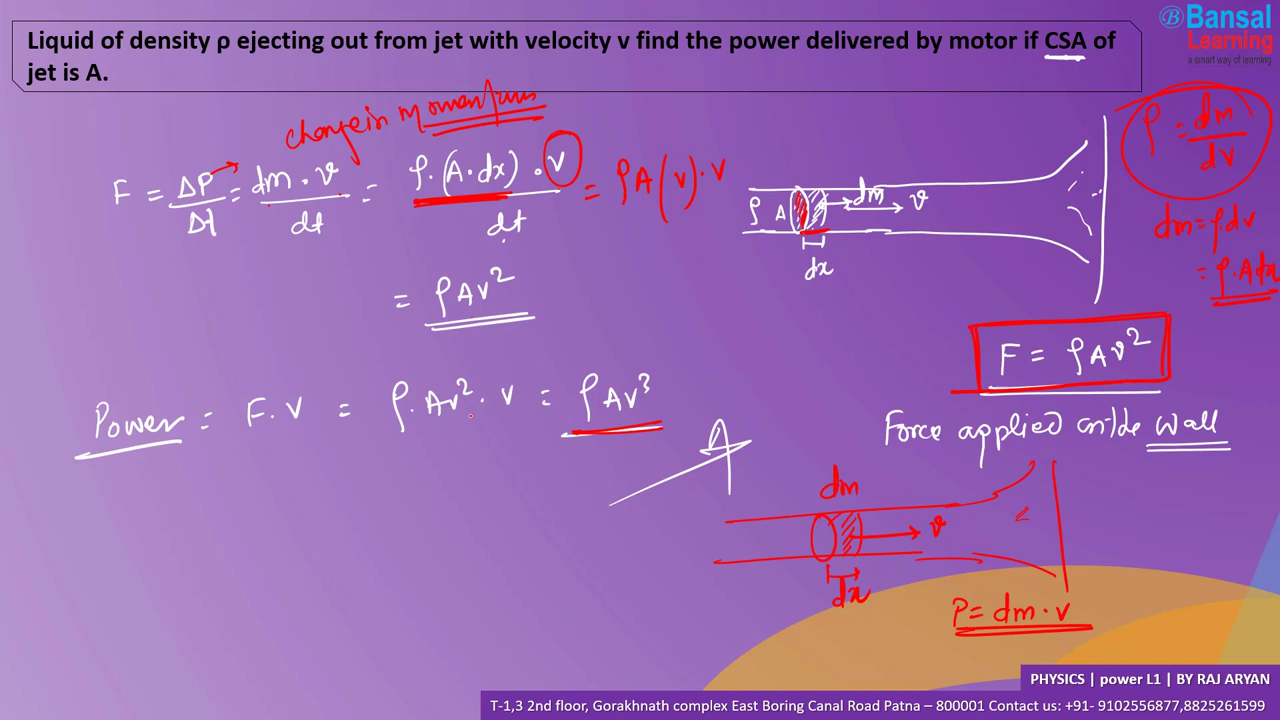 Bansal
Learning
a smart way of learning
Liquid of density ρ ejecting out from jet with velocity v find the power delivered by motor if CSA of
jet is A.
change in momentum
F = ΔP/Δt = dm · v/dt = ρ·(A·dx) · v/dt = ρA(v)·v
= ρAv²
Power = F·v = ρ·Av²·v = ρAv³
ρ = dm/dv
dm = ρ·dv
= ρ·Adx
ρ A dm v
dx
F = ρAv²
Force applied on the wall
dm
v
dx
P = dm·v
PHYSICS | power L1 | BY RAJ ARYAN
T-1,3 2nd floor, Gorakhnath complex East Boring Canal Road Patna – 800001 Contact us: +91- 9102556877,8825261599